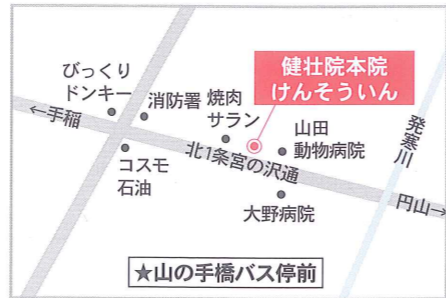 健壮院本院
けんそういん
びっくり
ドンキー
消防署
焼肉
サラン
山田
動物病院
発寒川
←手稲
北1条宮の沢通
円山→
コスモ
石油
大野病院
★山の手橋バス停前